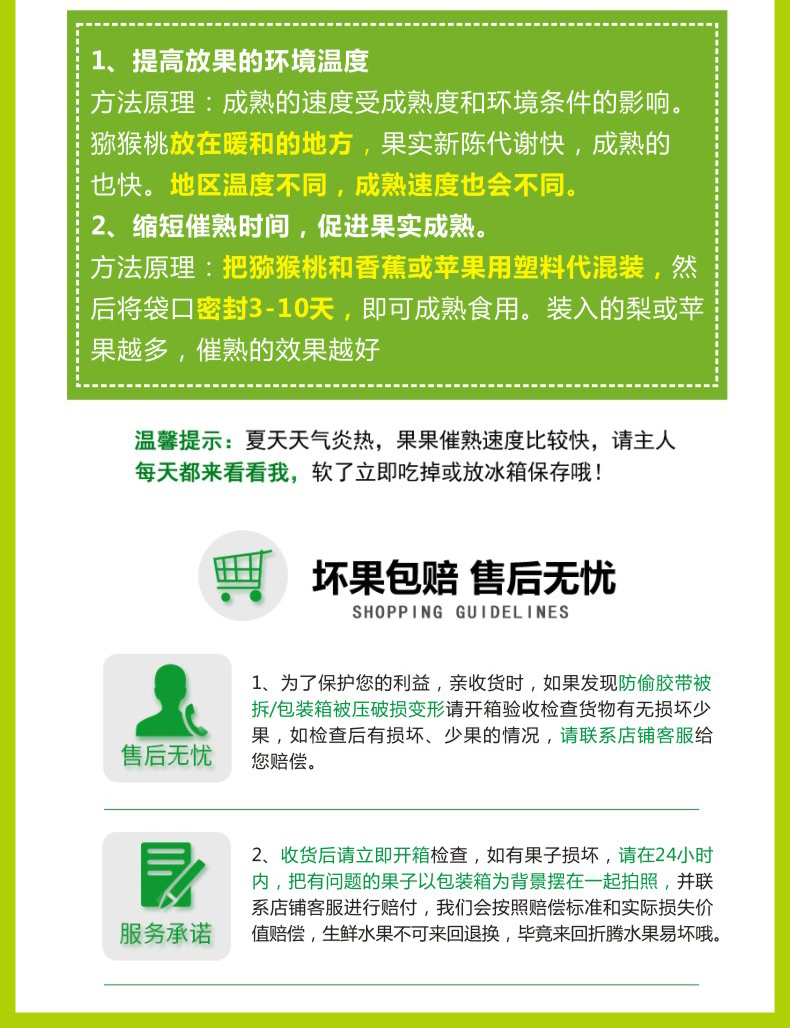 1、提高放果的环境温度
方法原理：成熟的速度受成熟度和环境条件的影响。
猕猴桃放在暖和的地方，果实新陈代谢快，成熟的
也快。地区温度不同，成熟速度也会不同。
2、缩短催熟时间，促进果实成熟。
方法原理：把猕猴桃和香蕉或苹果用塑料代混装，然
后将袋口密封3-10天，即可成熟食用。装入的梨或苹
果越多，催熟的效果越好
温馨提示：夏天天气炎热，果果催熟速度比较快，请主人
每天都来看看我，软了立即吃掉或放冰箱保存哦！
坏果包赔 售后无忧
SHOPPING GUIDELINES
售后无忧
1、为了保护您的利益，亲收货时，如果发现防偷胶带被
拆/包装箱被压破损变形请开箱验收检查货物有无损坏少
果，如检查后有损坏、少果的情况，请联系店铺客服给
您赔偿。
服务承诺
2、收货后请立即开箱检查，如有果子损坏，请在24小时
内，把有问题的果子以包装箱为背景摆在一起拍照，并联
系店铺客服进行赔付，我们会按照赔偿标准和实际损失价
值赔偿，生鲜水果不可来回退换，毕竟来回折腾水果易坏哦。